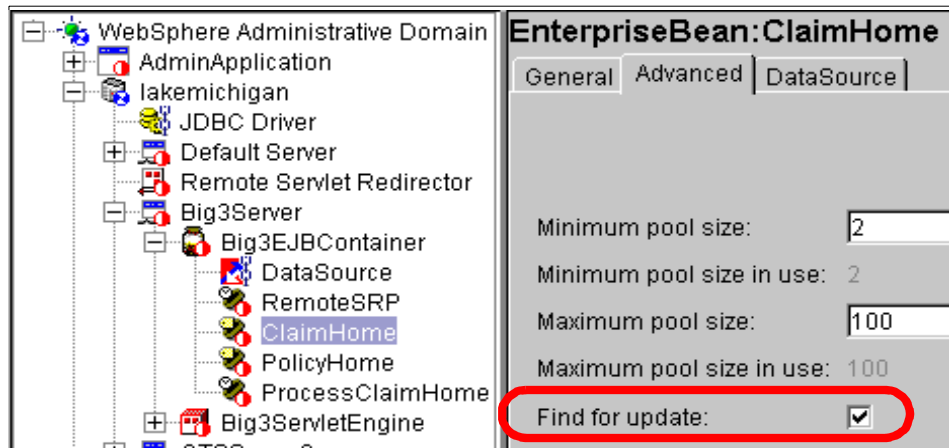 WebSphere Administrative Domain
AdminApplication
lakemichigan
JDBC Driver
Default Server
Remote Servlet Redirector
Big3Server
Big3EJBContainer
DataSource
RemoteSRP
ClaimHome
PolicyHome
ProcessClaimHome
Big3ServletEngine
EnterpriseBean:ClaimHome
General Advanced DataSource
Minimum pool size: 2
Minimum pool size in use: 2
Maximum pool size: 100
Maximum pool size in use: 100
Find for update: